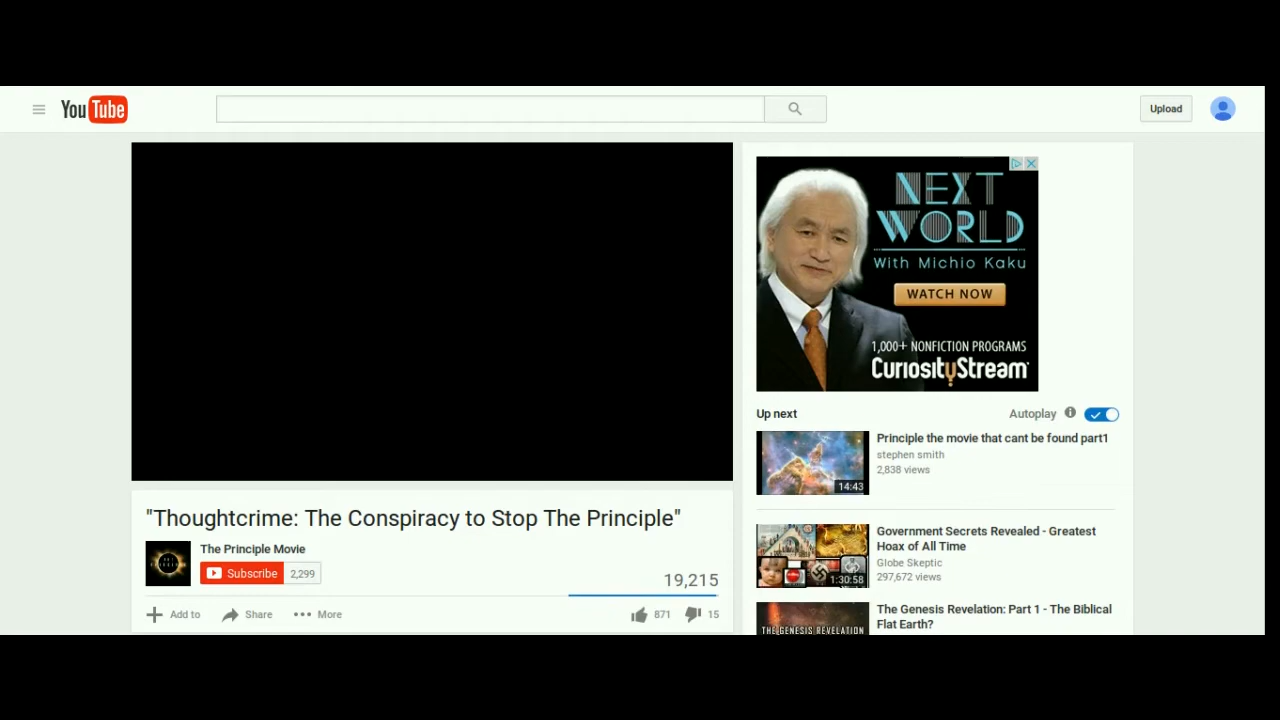 YouTube
Upload
NEXT
WORLD
With Michio Kaku
WATCH NOW
1,000+ NONFICTION PROGRAMS
CuriosityStream
Up next
Autoplay
Principle the movie that cant be found part1
stephen smith
2,838 views
14:43
"Thoughtcrime: The Conspiracy to Stop The Principle"
The Principle Movie
Subscribe 2,299
19,215
Add to Share More
871 15
Government Secrets Revealed - Greatest
Hoax of All Time
Globe Skeptic
297,672 views
1:30:58
The Genesis Revelation: Part 1 - The Biblical
Flat Earth?
THE GENESIS REVELATION